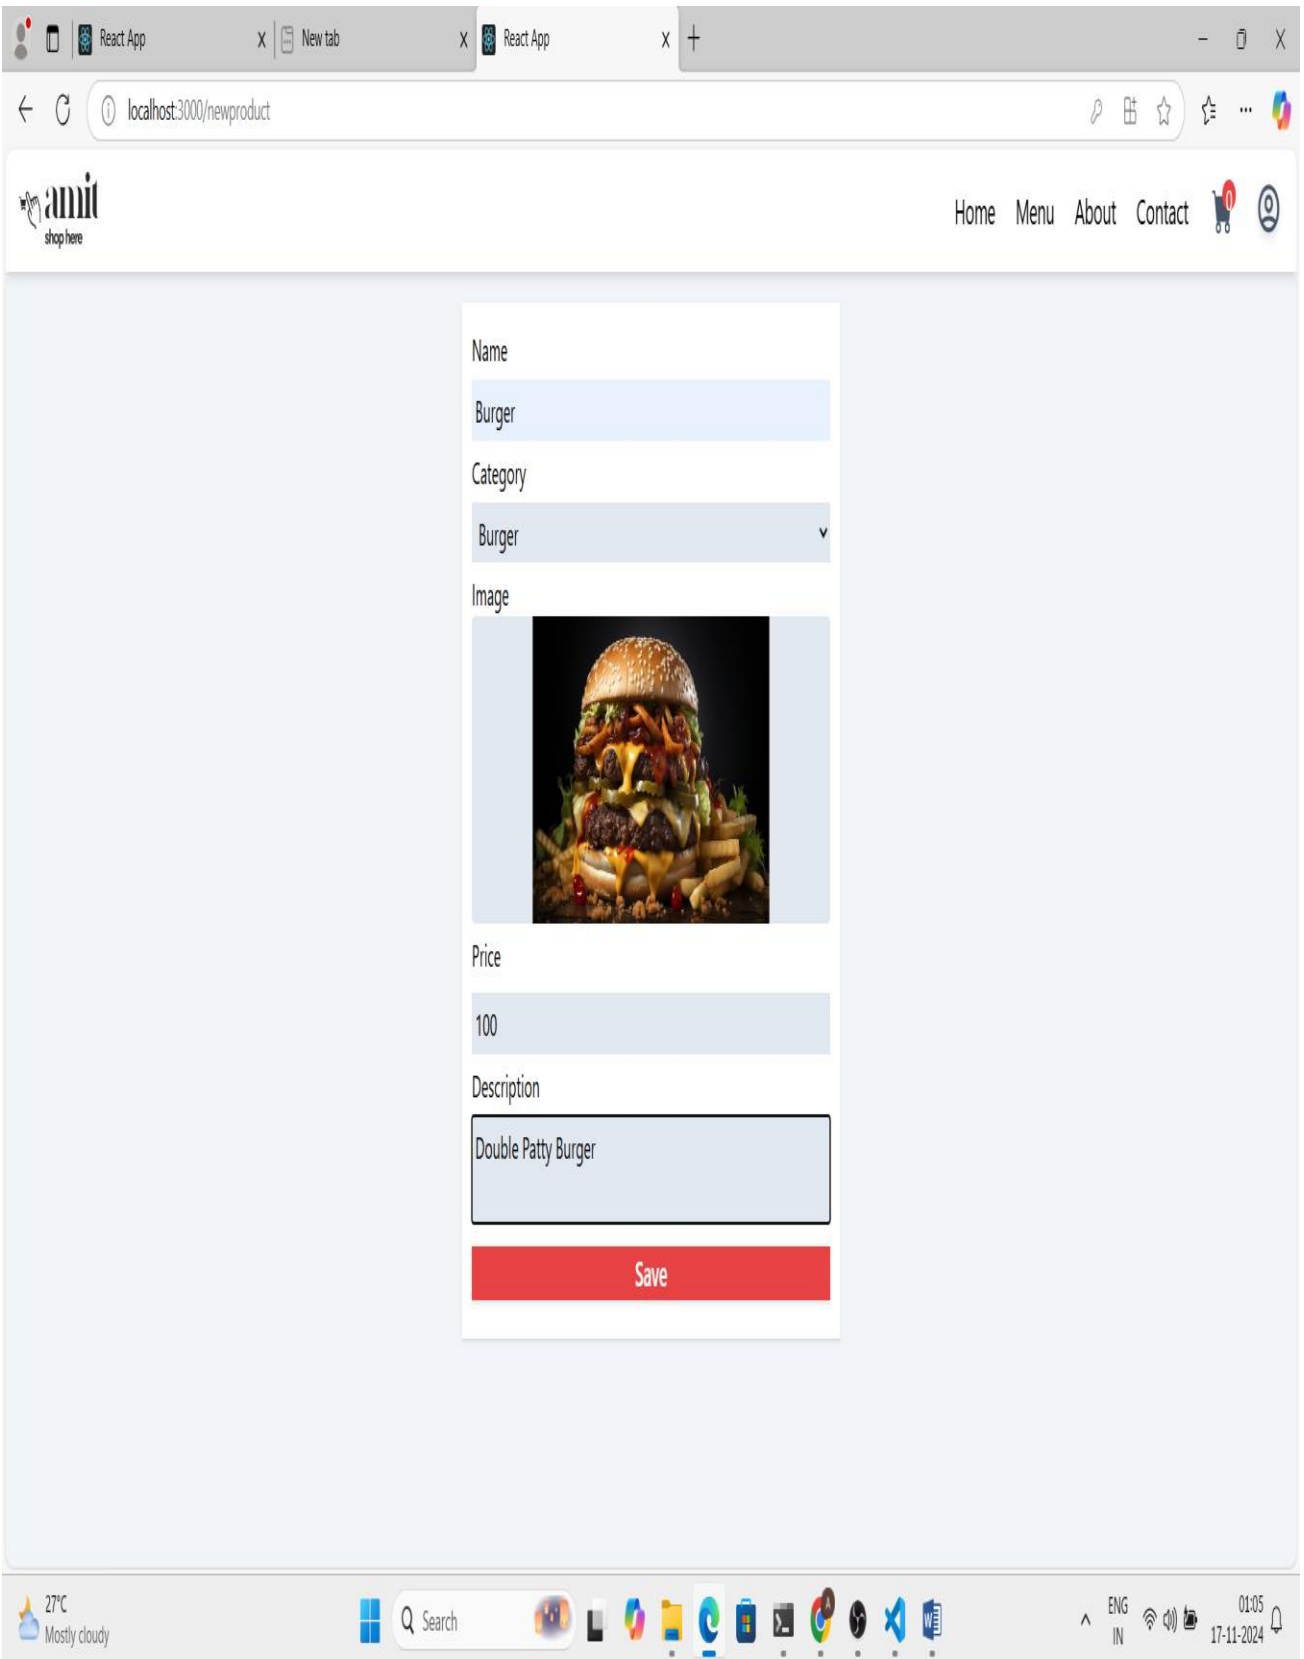 React App
New tab
React App
localhost:3000/newproduct
amit
shop here
Home Menu About Contact 0
Name
Burger
Category
Burger
Image
Price
100
Description
Double Patty Burger
Save
27°C
Mostly cloudy
Search
A
ENG
IN
01:05
17-11-2024